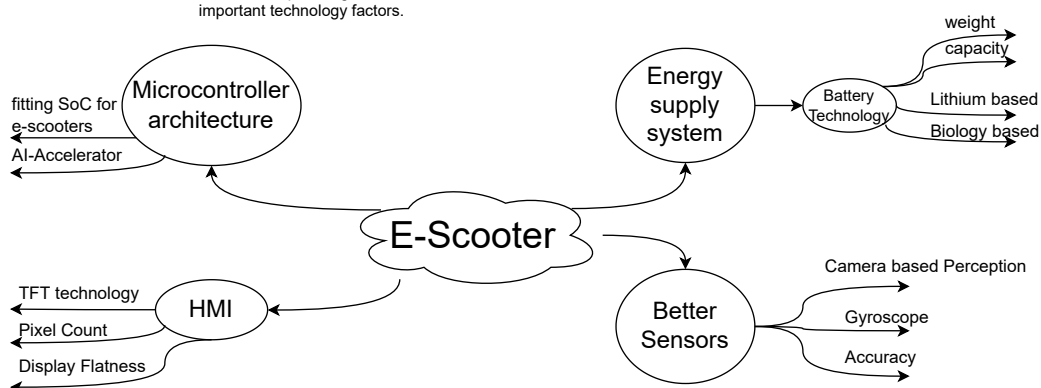 important technology factors.
weight
capacity
Microcontroller
architecture
Energy
supply
system
Battery
Technology
fitting SoC for
e-scooters
AI-Accelerator
Lithium based
Biology based
E-Scooter
TFT technology
Pixel Count
Display Flatness
HMI
Better
Sensors
Camera based Perception
Gyroscope
Accuracy